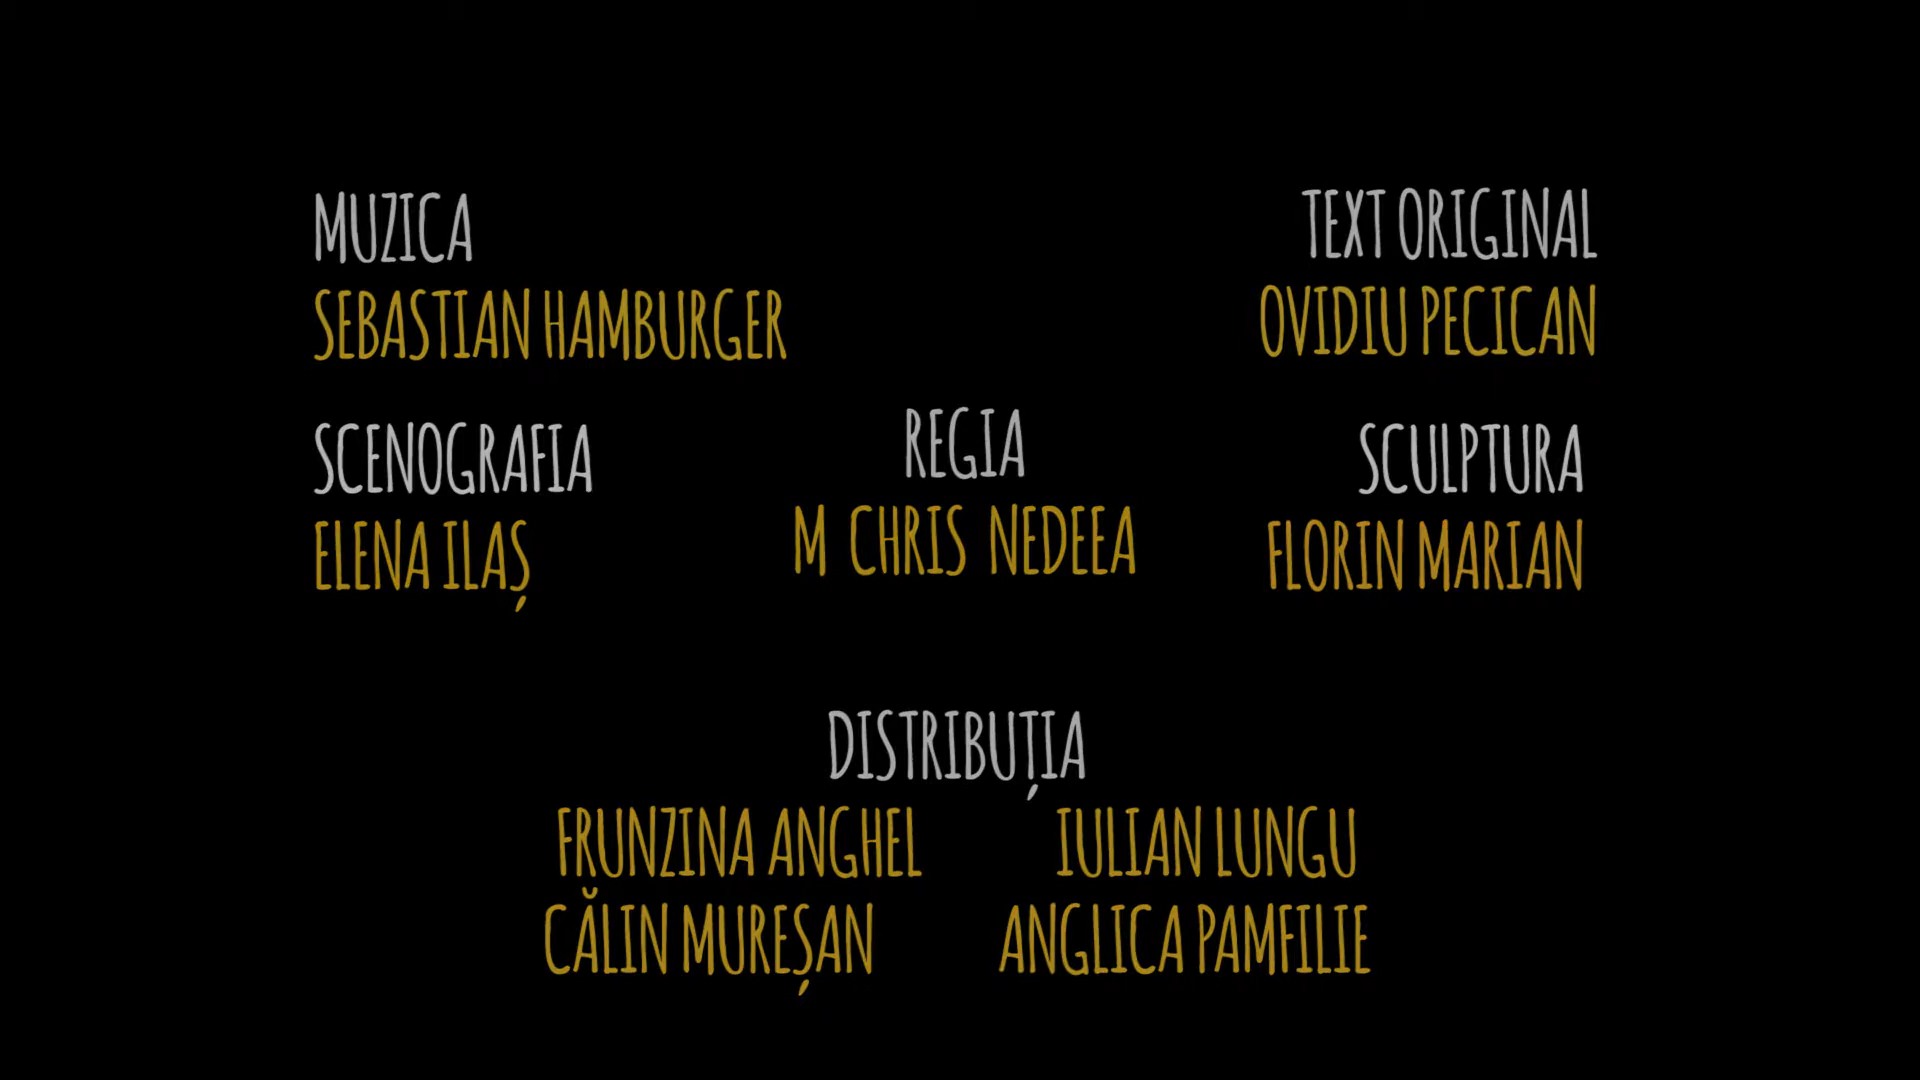 MUZICA
SEBASTIAN HAMBURGER
TEXT ORIGINAL
OVIDIU PECICAN
SCENOGRAFIA
ELENA ILAȘ
REGIA
M CHRIS NEDEEA
SCULPTURA
FLORIN MARIAN
DISTRIBUȚIA
FRUNZINA ANGHEL IULIAN LUNGU
CĂLIN MUREȘAN ANGLICA PAMFILIE